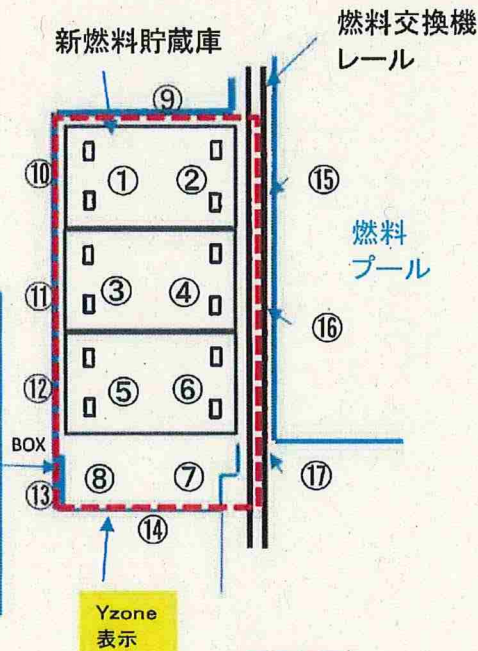 燃料交換機
レール
新燃料貯蔵庫
⑨
⑩
①
②
⑮
燃料
プール
⑪
③
④
⑯
⑫
⑤
⑥
BOX
⑬
⑧
⑦
⑰
⑭
Yzone
表示